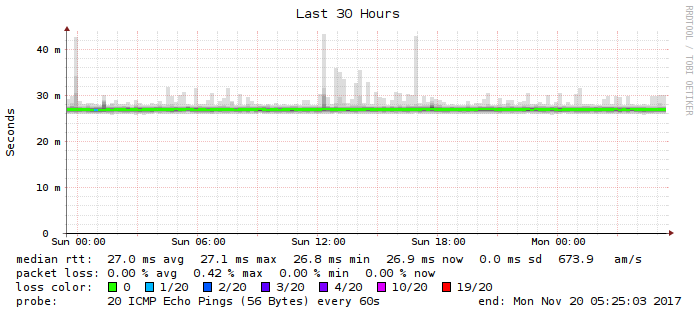 Last 30 Hours
RRDTOOL / TOBI OETIKER
Seconds
40 m
30 m
20 m
10 m
0
Sun 00:00 Sun 06:00 Sun 12:00 Sun 18:00 Mon 00:00
median rtt: 27.0 ms avg 27.1 ms max 26.8 ms min 26.9 ms now 0.0 ms sd 673.9 am/s
packet loss: 0.00 % avg 0.42 % max 0.00 % min 0.00 % now
loss color: 0 1/20 2/20 3/20 4/20 10/20 19/20
probe: 20 ICMP Echo Pings (56 Bytes) every 60s end: Mon Nov 20 05:25:03 2017